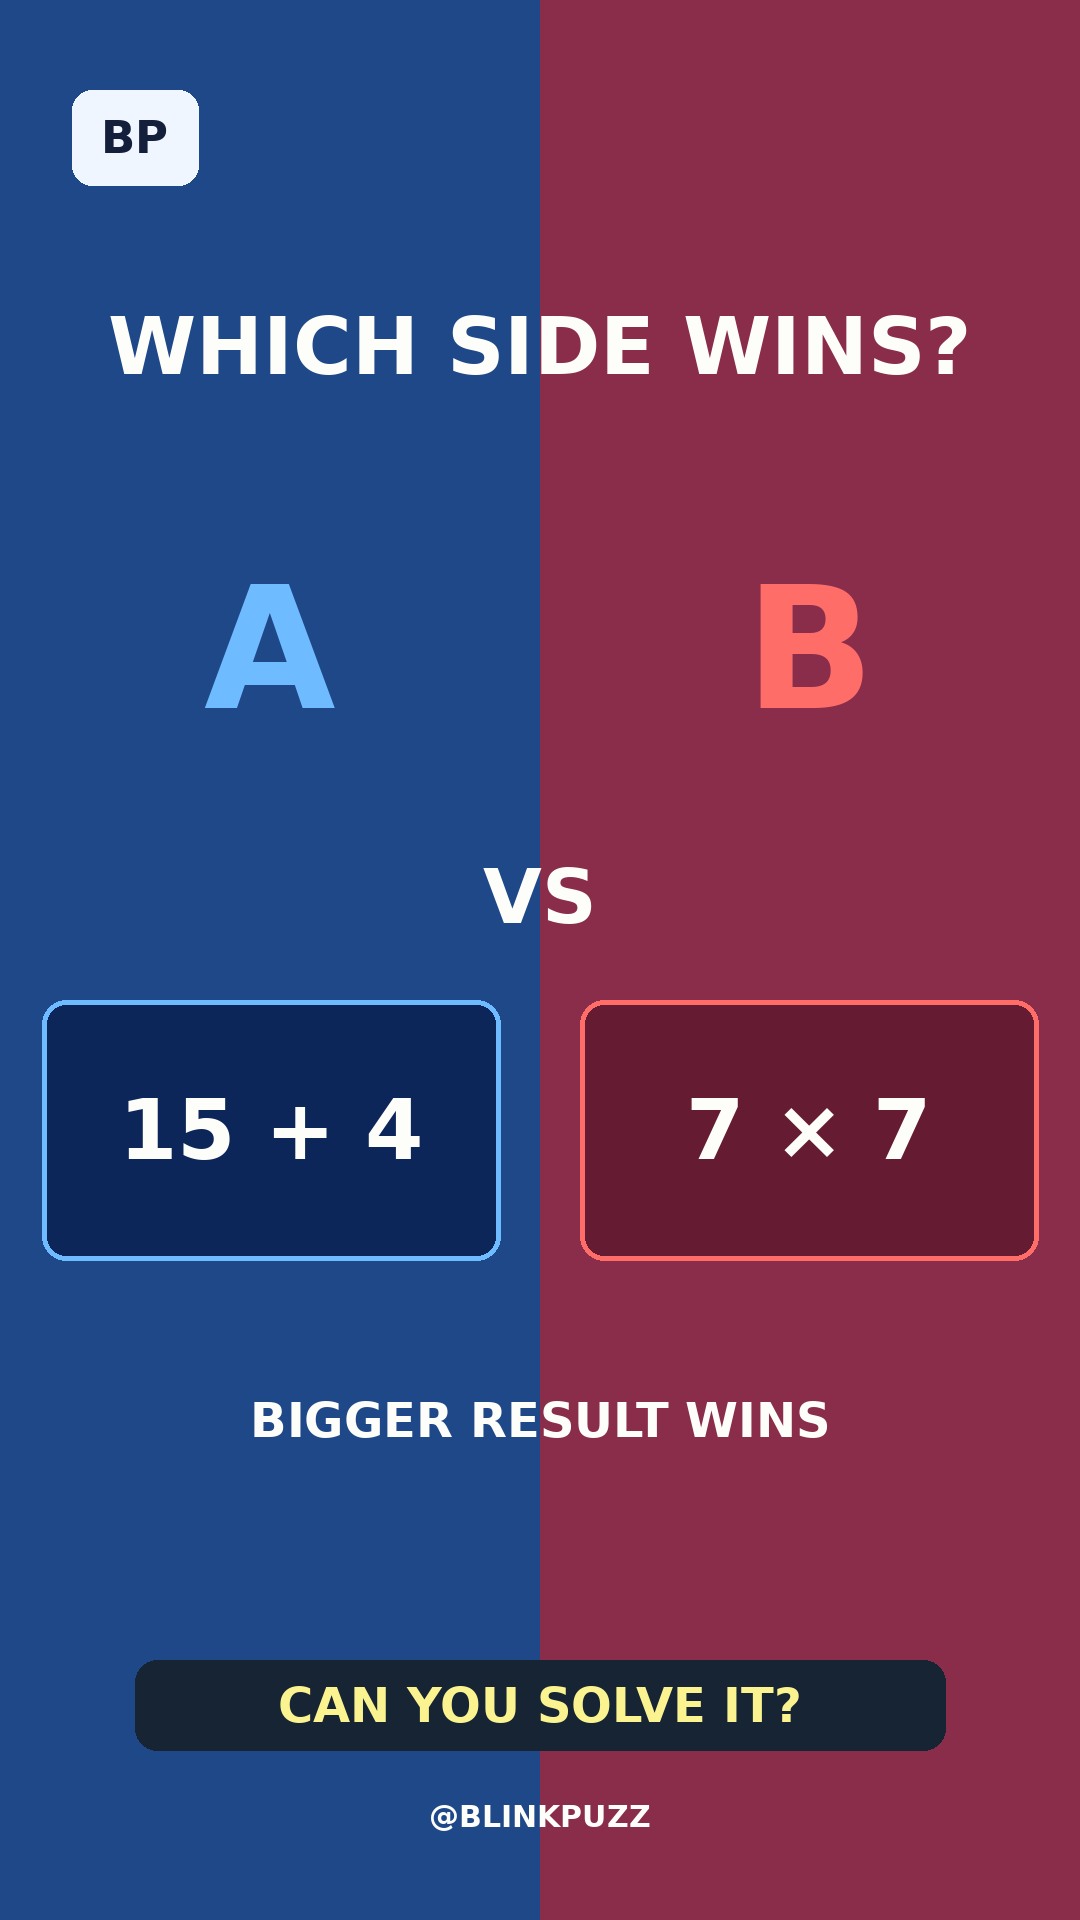 BP
WHICH SIDE WINS?
A
B
VS
15 + 4
7 × 7
BIGGER RESULT WINS
CAN YOU SOLVE IT?
@BLINKPUZZ